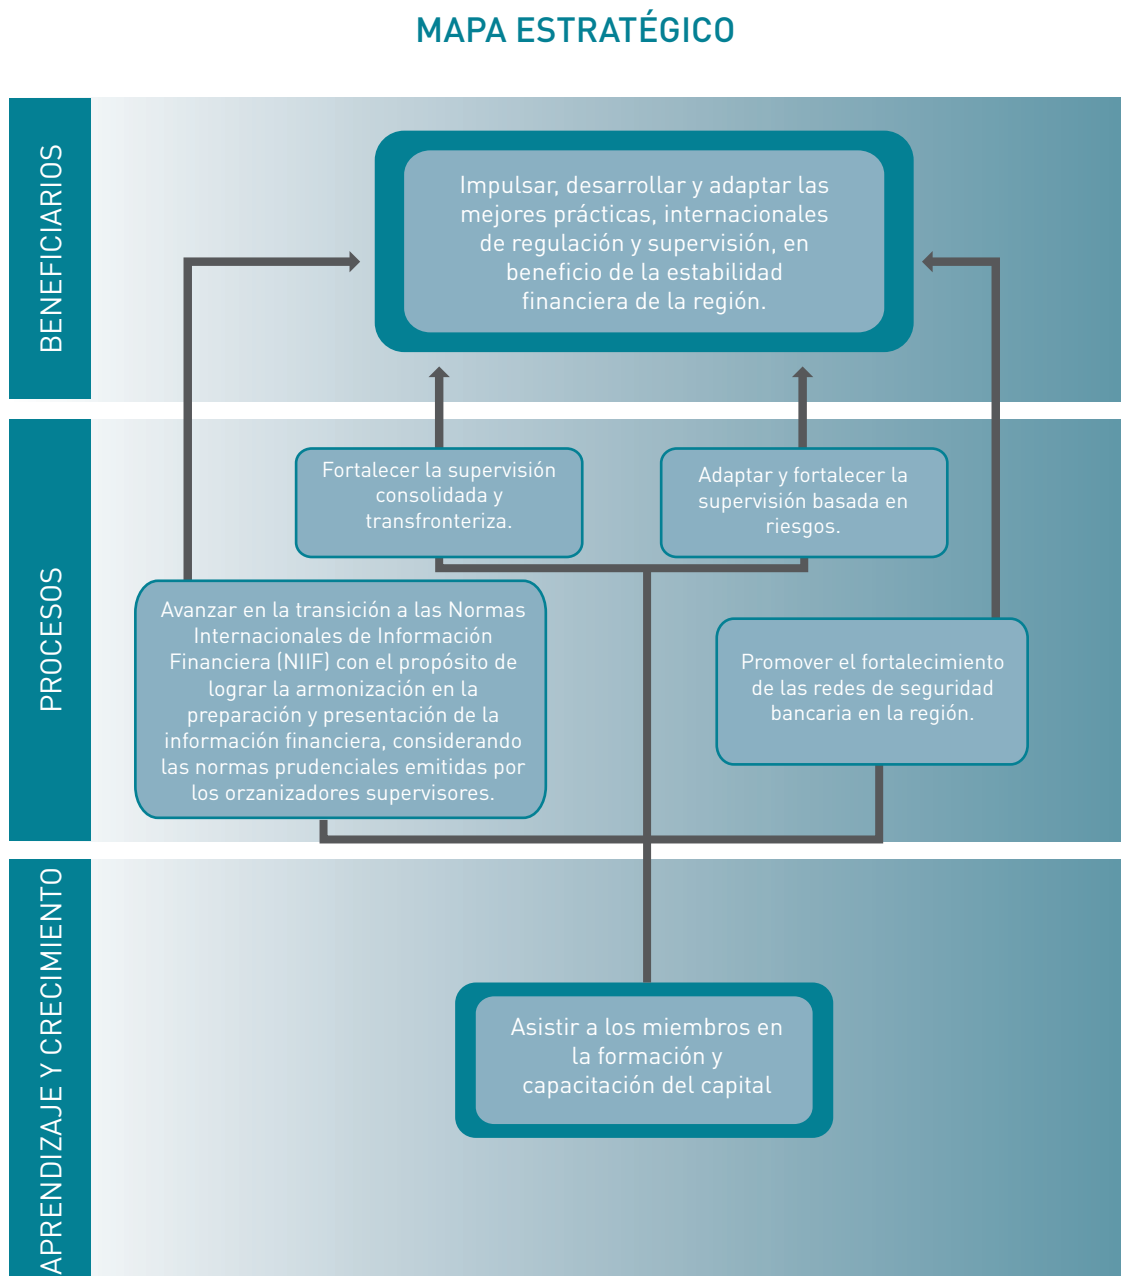 MAPA ESTRATÉGICO
BENEFICIARIOS
Impulsar, desarrollar y adaptar las
mejores prácticas, internacionales
de regulación y supervisión, en
beneficio de la estabilidad
financiera de la región.
PROCESOS
Fortalecer la supervisión
consolidada y
transfronteriza.
Adaptar y fortalecer la
supervisión basada en
riesgos.
Avanzar en la transición a las Normas
Internacionales de Información
Financiera (NIIF) con el propósito de
lograr la armonización en la
preparación y presentación de la
información financiera, considerando
las normas prudenciales emitidas por
los orzanizadores supervisores.
Promover el fortalecimiento
de las redes de seguridad
bancaria en la región.
APRENDIZAJE Y CRECIMIENTO
Asistir a los miembros en
la formación y
capacitación del capital